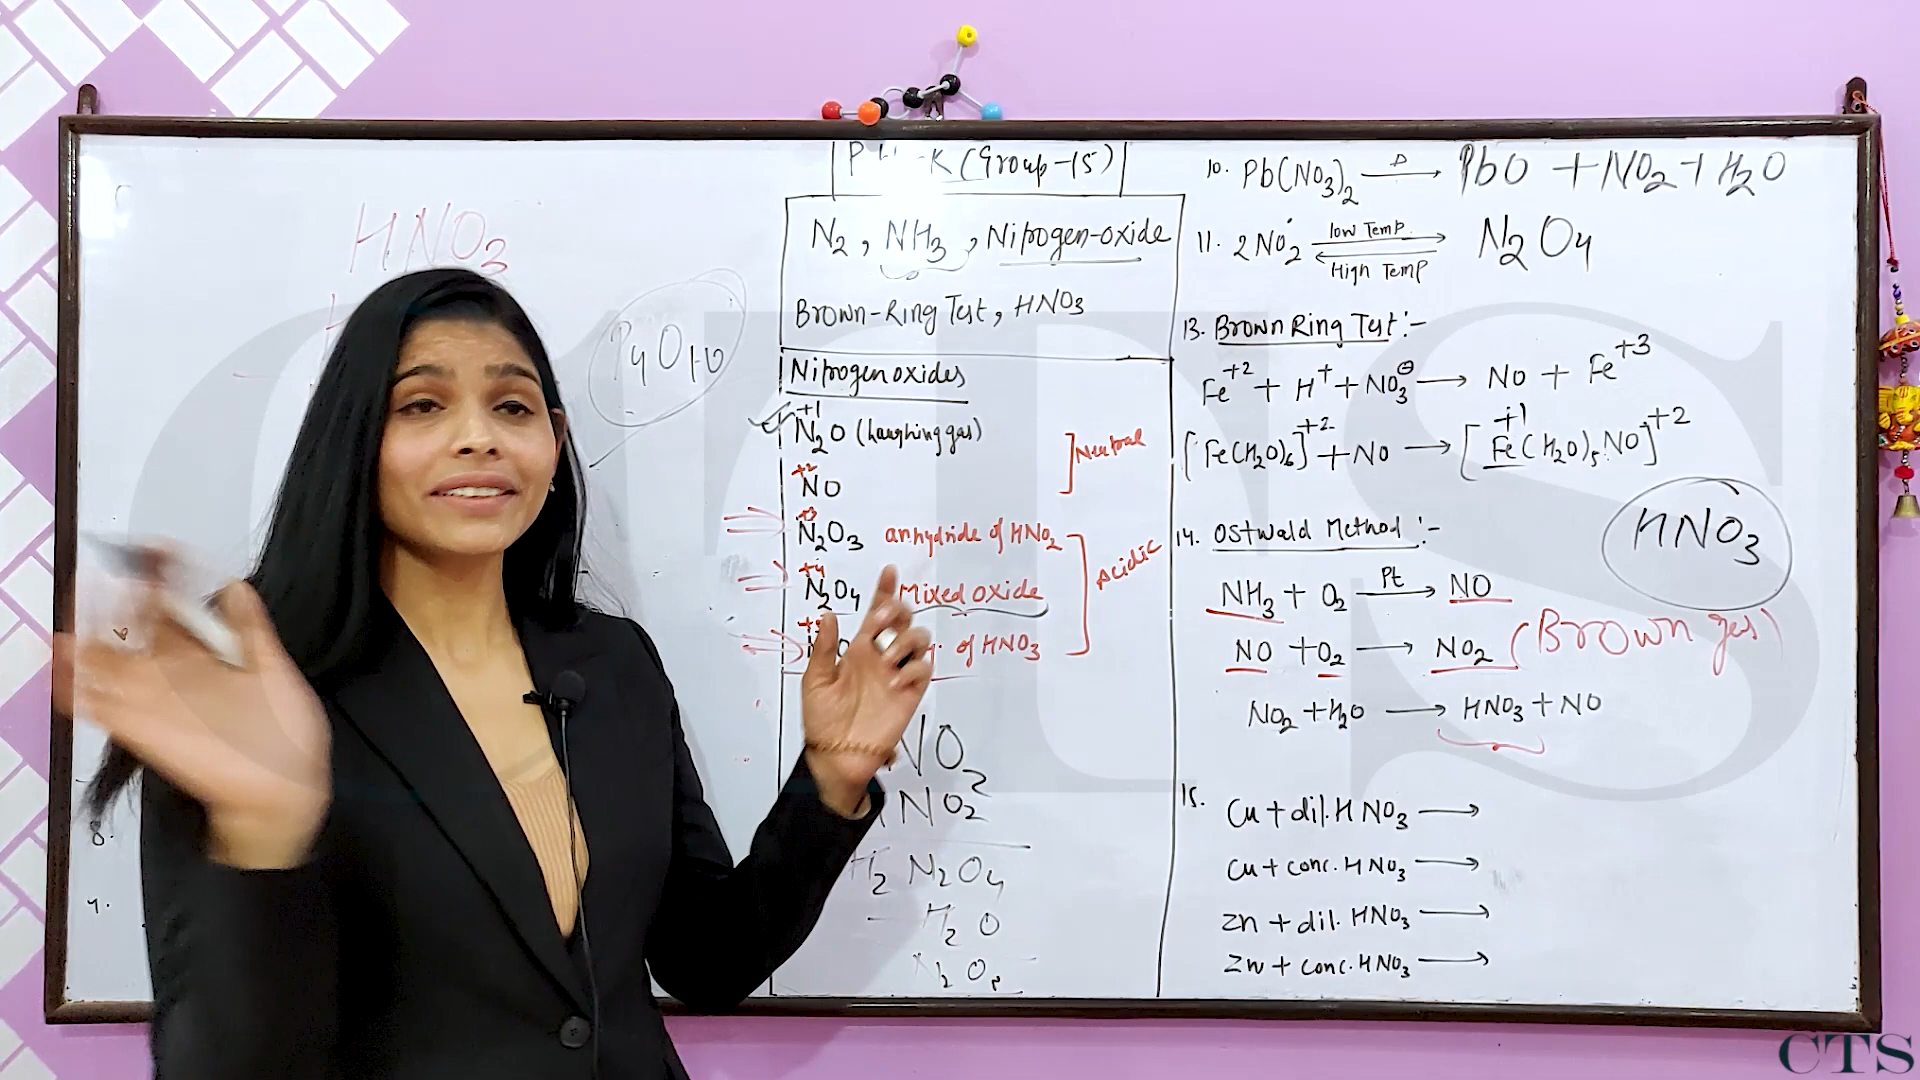 HNO3
P4O10
(Group-15)
N2, NH3, Nitrogen-oxide
Brown-Ring Test, HNO3
Nitrogen oxides
+1
N2O (Laughing gas)
+2
NO
Neutral
+3
N2O3 anhydride of HNO2
+4
N2O4 Mixed oxide
Acidic
of HNO3
NO2
NO2
H2N2O4
H2O
10. Pb(NO3)2 —Δ→ PbO + NO2 + H2O
11. 2NO2 ⇌ N2O4
low Temp.
High Temp
13. Brown Ring Test:-
Fe+2 + H+ + NO3⊖ → NO + Fe+3
[Fe(H2O)6]+2 + NO → [Fe+1(H2O)5.NO]+2
HNO3
14. Ostwald Method:-
NH3 + O2 —Pt→ NO
NO + O2 → NO2 (Brown gas)
NO2 + H2O → HNO3 + NO
15. Cu + dil. HNO3 →
Cu + conc. HNO3 →
Zn + dil. HNO3 →
Zn + conc. HNO3 →
8.
9.
CTS
CTS